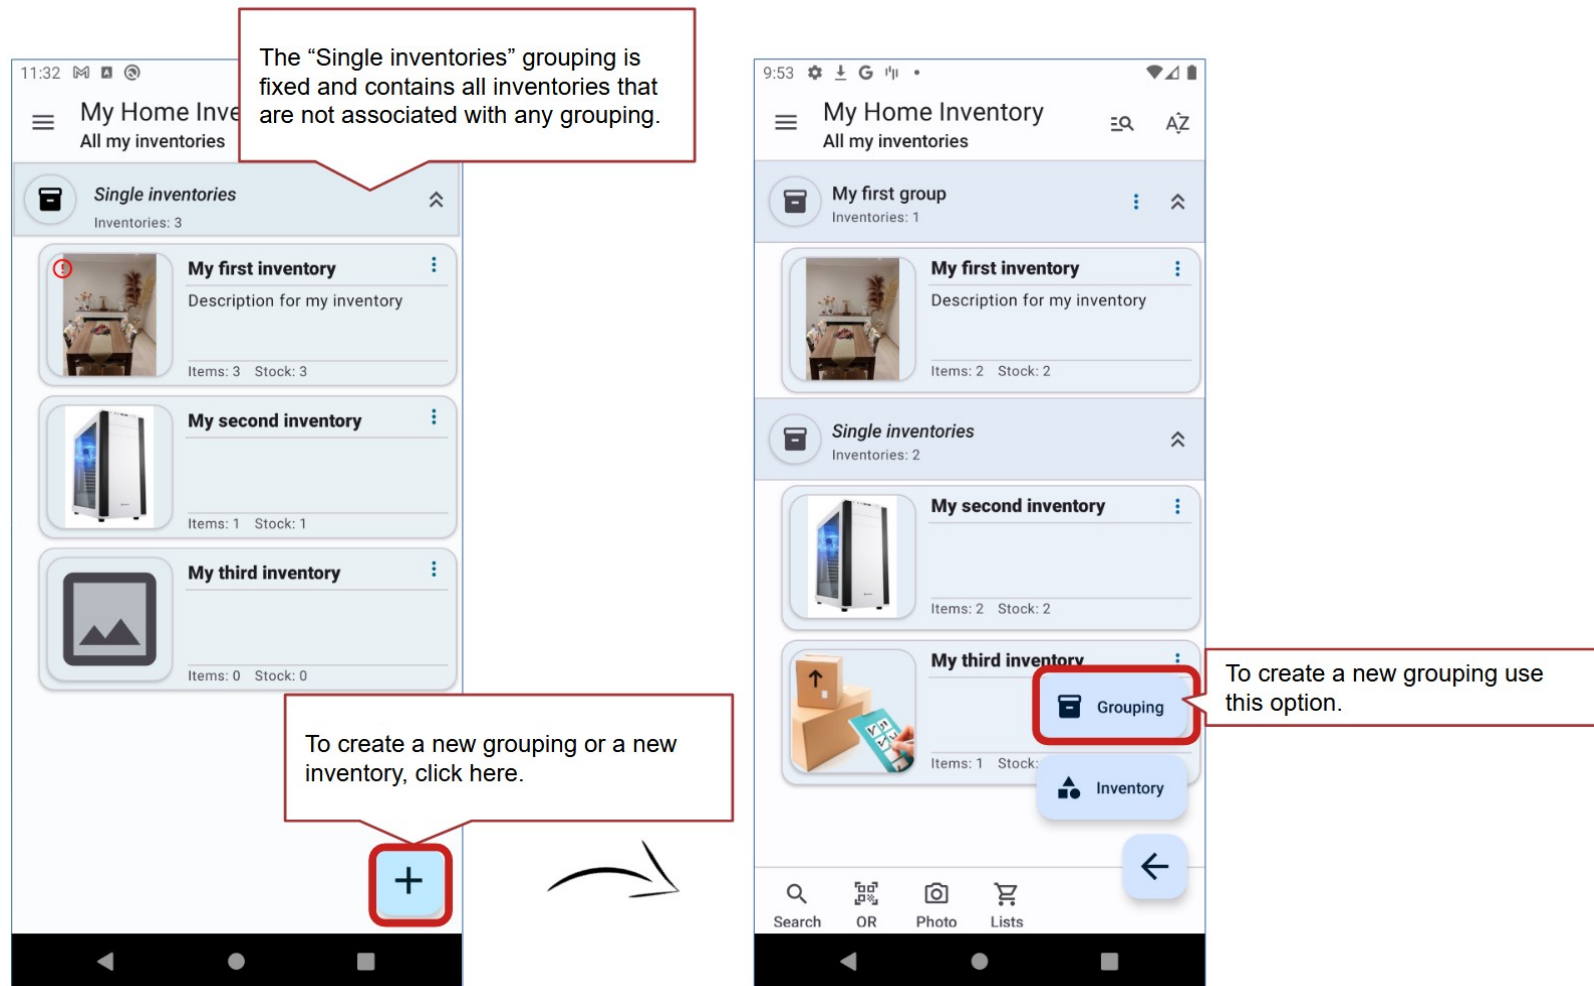 The “Single inventories” grouping is
fixed and contains all inventories that
are not associated with any grouping.
11:32
My Home Inve
All my inventories
Single inventories
Inventories: 3
My first inventory
Description for my inventory
Items: 3 Stock: 3
My second inventory
Items: 1 Stock: 1
My third inventory
Items: 0 Stock: 0
To create a new grouping or a new
inventory, click here.
+
9:53 G
My Home Inventory
All my inventories
AZ
My first group
Inventories: 1
My first inventory
Description for my inventory
Items: 2 Stock: 2
Single inventories
Inventories: 2
My second inventory
Items: 2 Stock: 2
My third inventory
Items: 1 Stock:
Grouping
Inventory
To create a new grouping use
this option.
Search QR Photo Lists